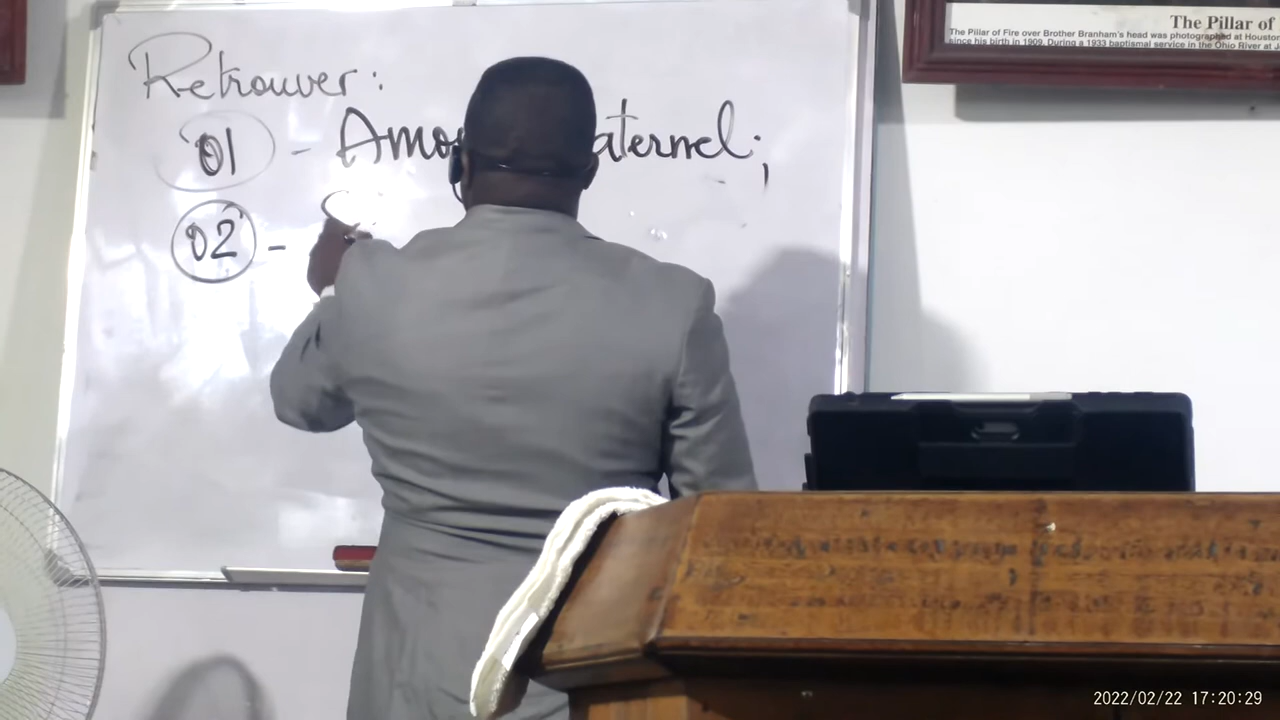 The Pillar of
The Pillar of Fire over Brother Branham's head was photographed at Houston
since his birth in 1909. During a 1933 baptismal service in the Ohio River at J
Retrouver:
01 - Amo aternel;
02 -
2022/02/22 17:20:29